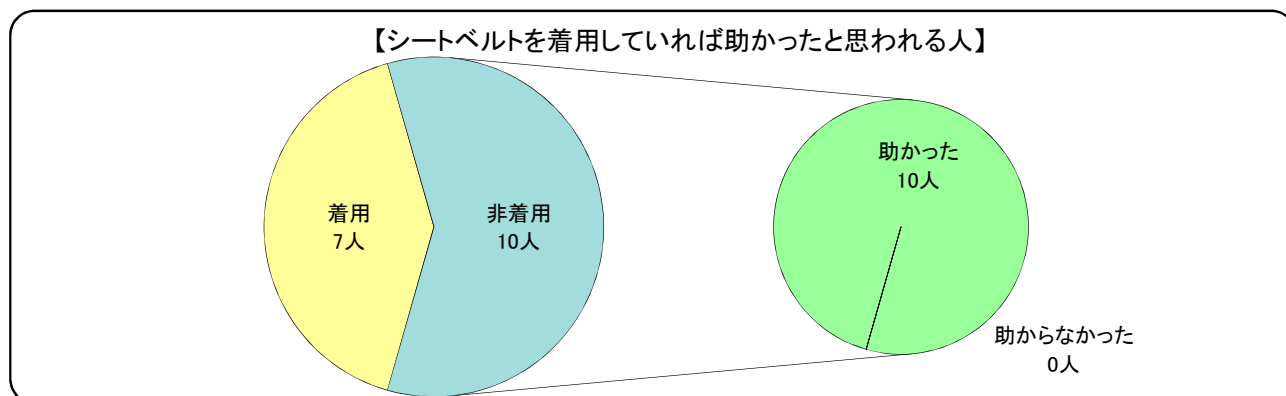 【シートベルトを着用していれば助かったと思われる人】
着用
7人
非着用
10人
助かった
10人
助からなかった
0人